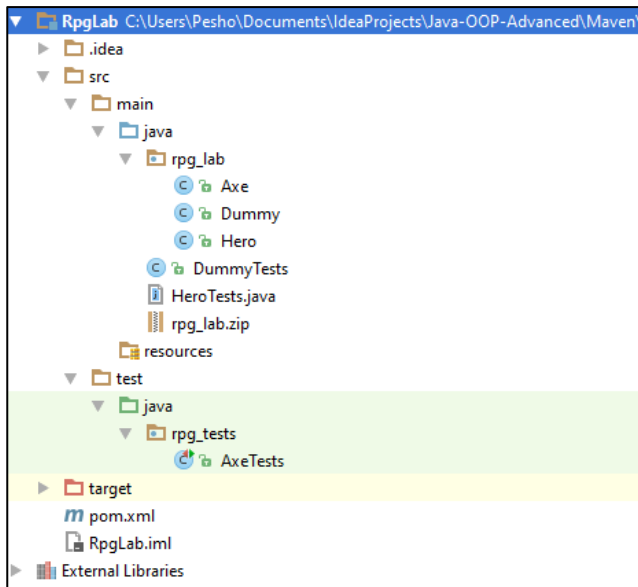 RpgLab C:\Users\Pesho\Documents\IdeaProjects\Java-OOP-Advanced\Maven\
.idea
src
main
java
rpg_lab
Axe
Dummy
Hero
DummyTests
HeroTests.java
rpg_lab.zip
resources
test
java
rpg_tests
AxeTests
target
pom.xml
RpgLab.iml
External Libraries